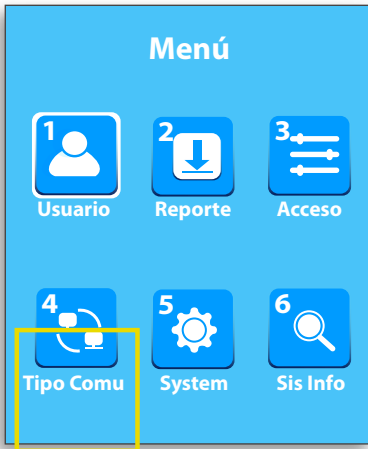 Menú
1 2 3
Usuario Reporte Acceso
4 5 6
Tipo Comu System Sis Info